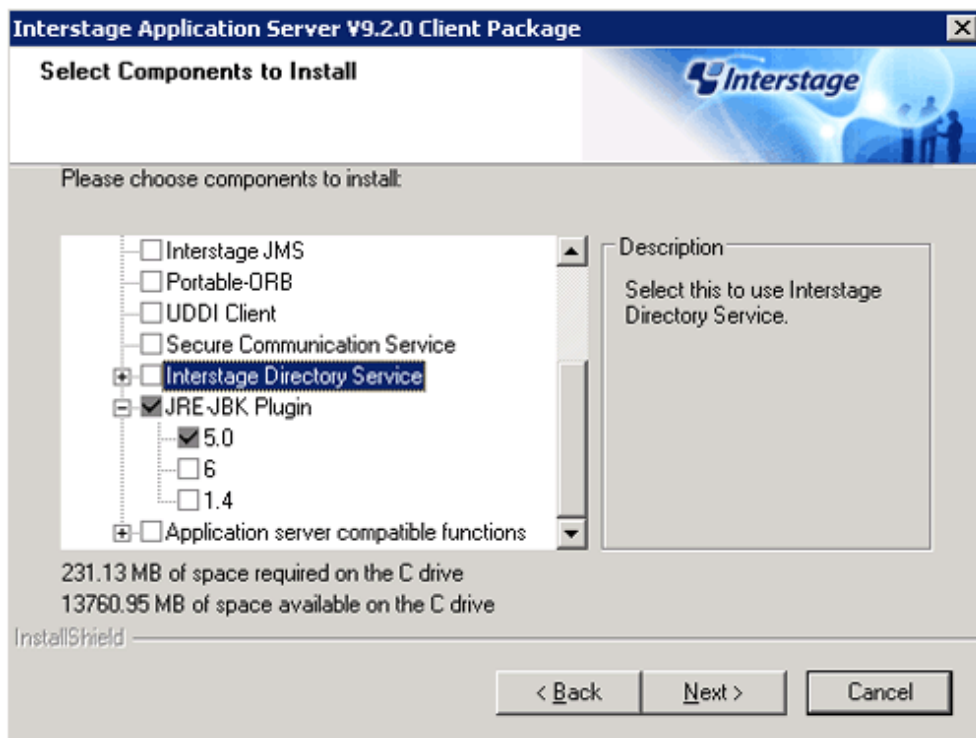 Interstage Application Server V9.2.0 Client Package
Select Components to Install
Interstage
Please choose components to install:
Interstage JMS
Portable-ORB
UDDI Client
Secure Communication Service
Interstage Directory Service
JRE-JBK Plugin
5.0
6
1.4
Application server compatible functions
Description
Select this to use Interstage
Directory Service.
231.13 MB of space required on the C drive
13760.95 MB of space available on the C drive
InstallShield
< Back
Next >
Cancel